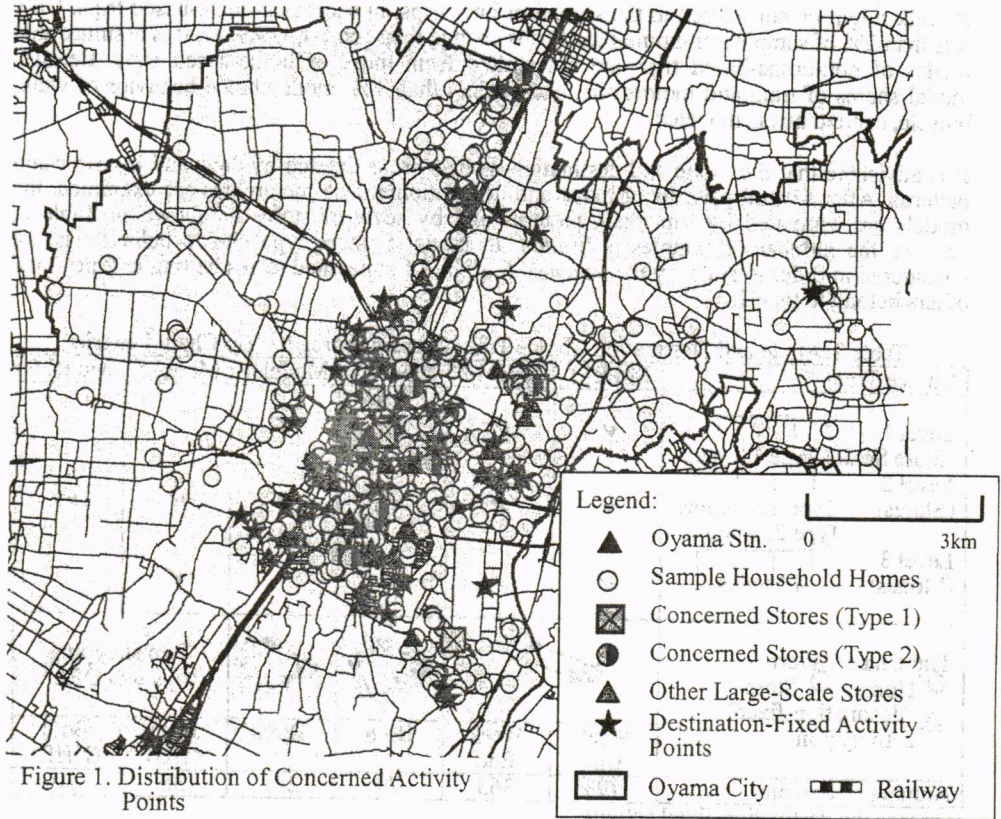 Legend:
0 3km
Oyama Stn.
Sample Household Homes
Concerned Stores (Type 1)
Concerned Stores (Type 2)
Other Large-Scale Stores
Destination-Fixed Activity
Points
Oyama City
Railway
Figure 1. Distribution of Concerned Activity
Points